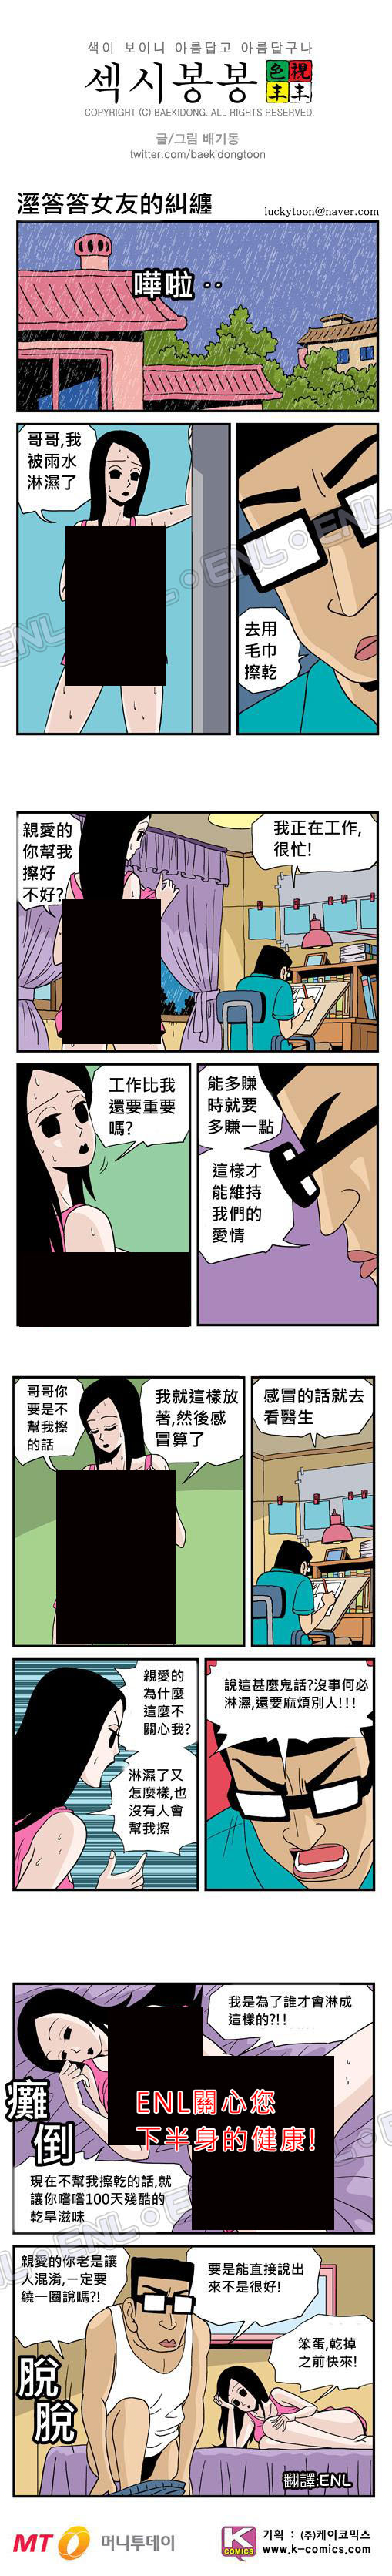 색이 보이니 아름답고 아름답구나
섹시봉봉
色視
丰丰
COPYRIGHT (C) BAEKIDONG. ALL RIGHTS RESERVED.
글/그림 배기동
twitter.com/baekidongtoon
溼答答女友的糾纏
luckytoon@naver.com
嘩啦 ..
哥哥,我
被雨水
淋濕了
去用
毛巾
擦乾
親愛的
你幫我
擦好
不好?
我正在工作,
很忙!
工作比我
還要重要
嗎?
能多賺
時就要
多賺一點
這樣才
能維持
我們的
愛情
哥哥你
要是不
幫我擦
的話
我就這樣放
著,然後感
冒算了
感冒的話就去
看醫生
親愛的
為什麼
這麼不
關心我?
淋濕了又
怎麼樣,也
沒有人會
幫我擦
說這甚麼鬼話?沒事何必
淋濕,還要麻煩別人!!!
我是為了誰才會淋成
這樣的?!!
ENL關心您
下半身的健康!
癱
倒
現在不幫我擦乾的話,就
讓你嚐嚐100天殘酷的
乾旱滋味
親愛的你老是讓
人混淆,一定要
繞一圈說嗎?!
要是能直接說出
來不是很好!
笨蛋,乾掉
之前快來!
脫
脫
翻譯:ENL
MT 머니투데이
K COMICS
기획 : (주)케이코믹스
www.k-comics.com
ENL